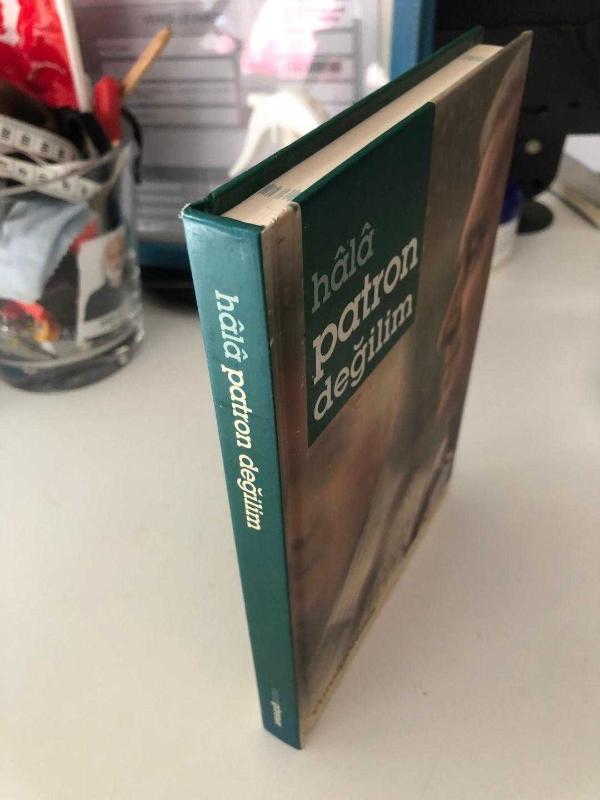 hâlâ
patron
değilim
hâlâ patron değilim